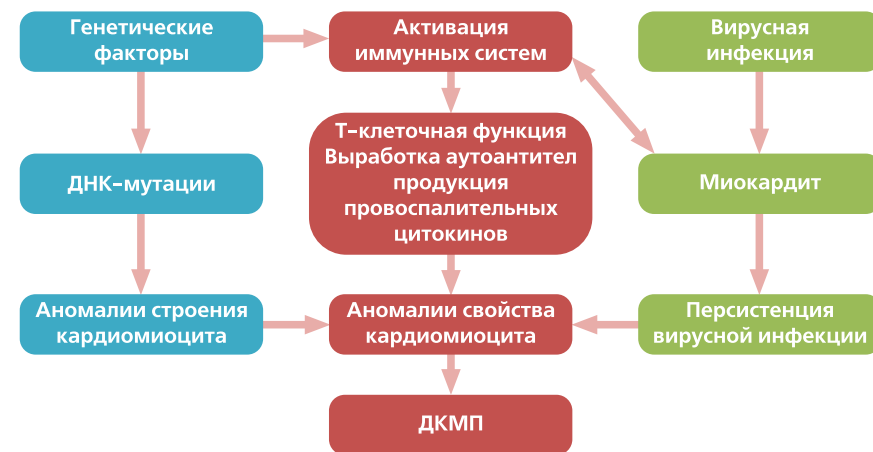 Генетические
факторы
Активация
иммунных систем
Вирусная
инфекция
Т-клеточная функция
Выработка аутоантител
продукция
провоспалительных
цитокинов
ДНК-мутации
Миокардит
Аномалии строения
кардиомиоцита
Аномалии свойства
кардиомиоцита
Персистенция
вирусной инфекции
ДКМП